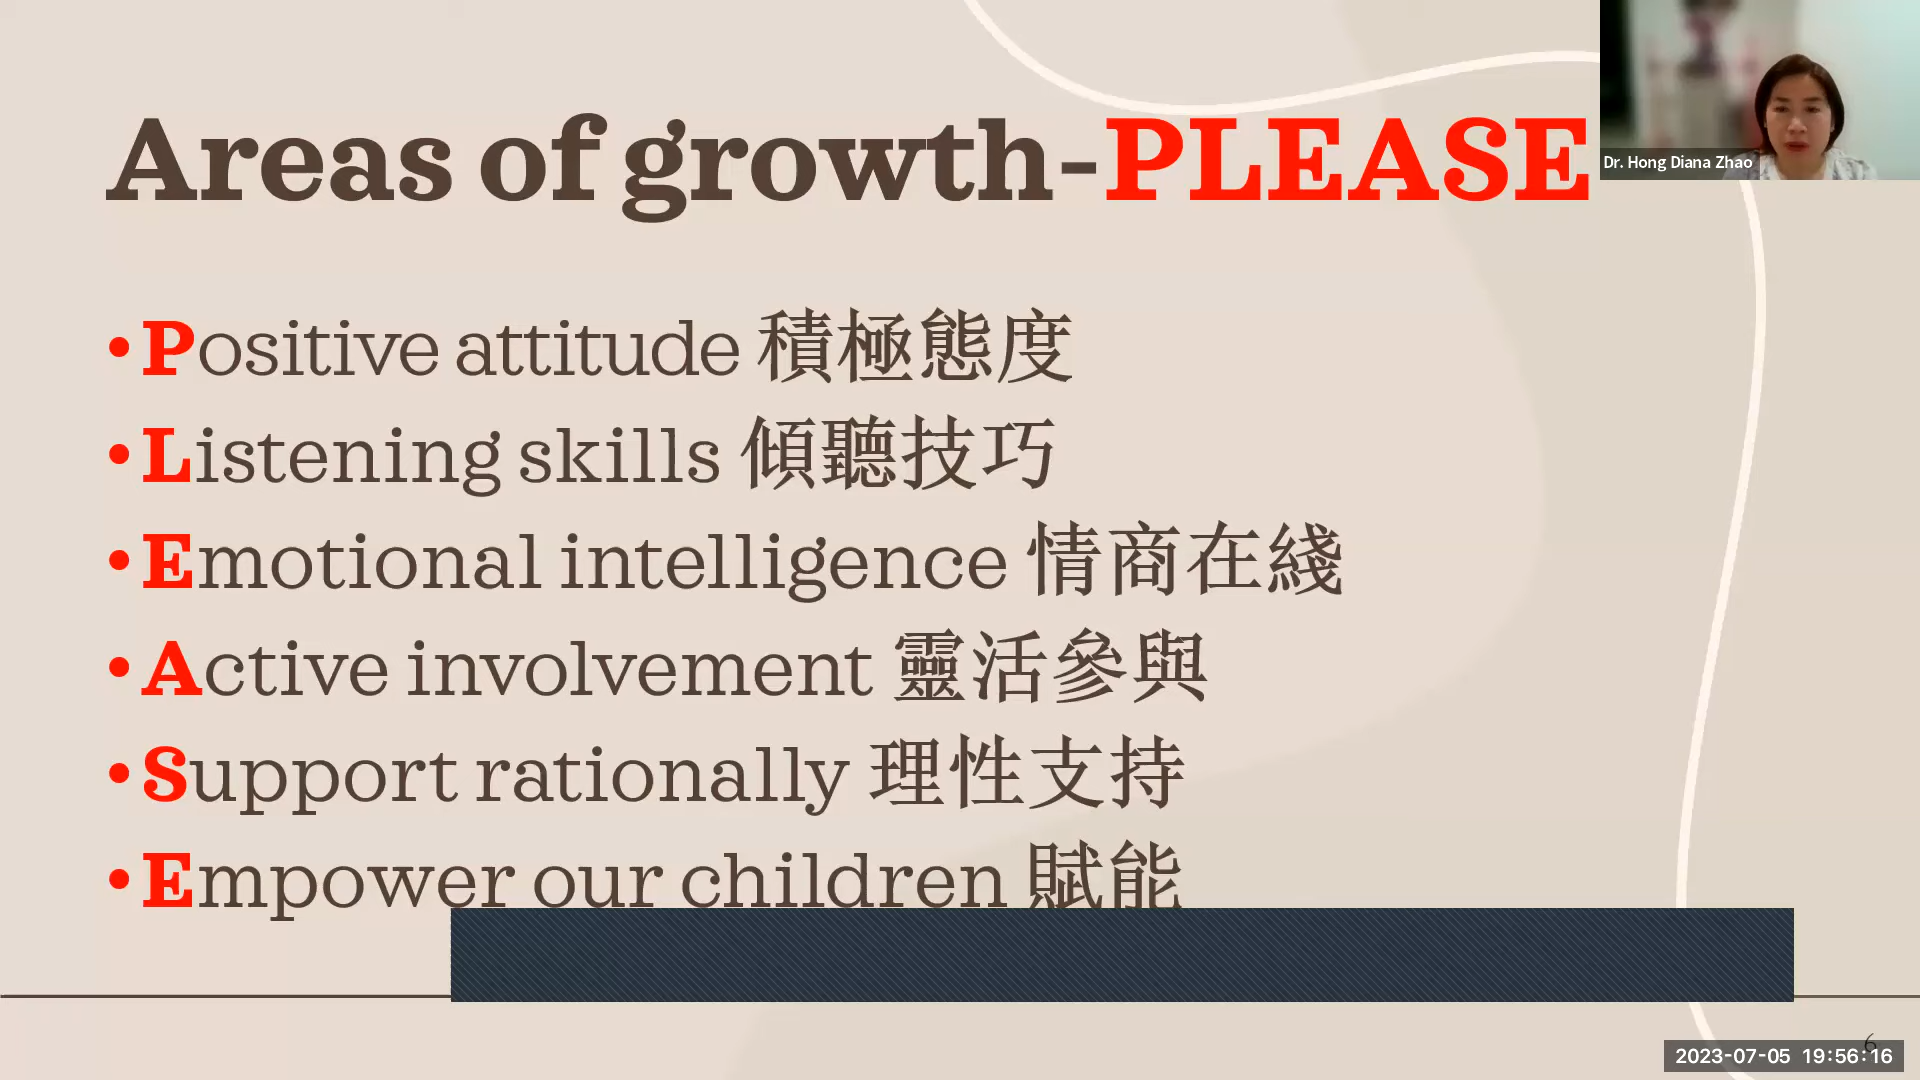 Areas of growth-PLEASE
Dr. Hong Diana Zhao
•Positive attitude 積極態度
•Listening skills 傾聽技巧
•Emotional intelligence 情商在綫
•Active involvement 靈活參與
•Support rationally 理性支持
•Empower our children 賦能
6
2023-07-05 19:56:16